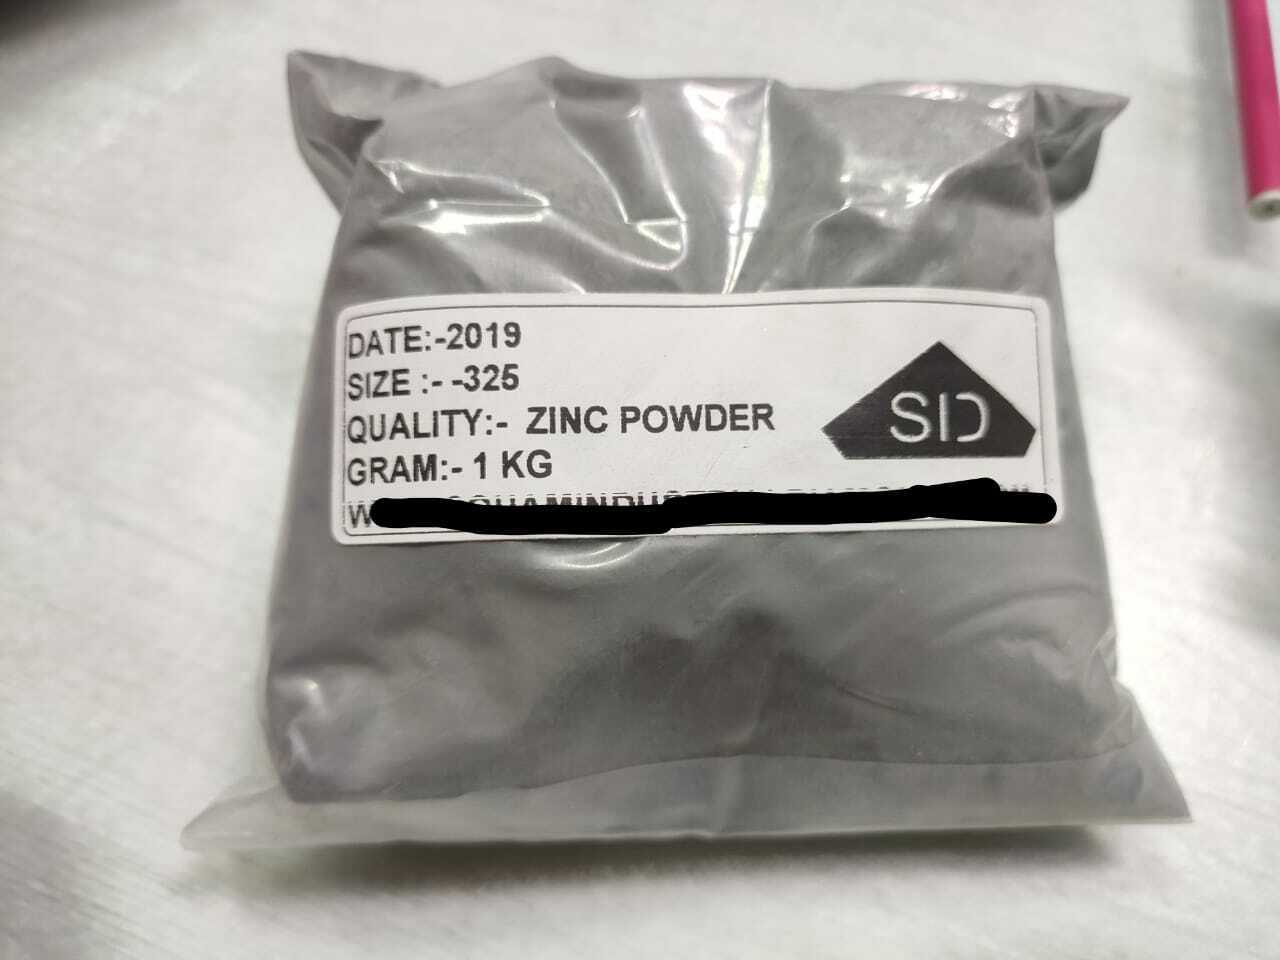 DATE:-2019
SIZE :- -325
QUALITY:- ZINC POWDER
GRAM:- 1 KG
SID